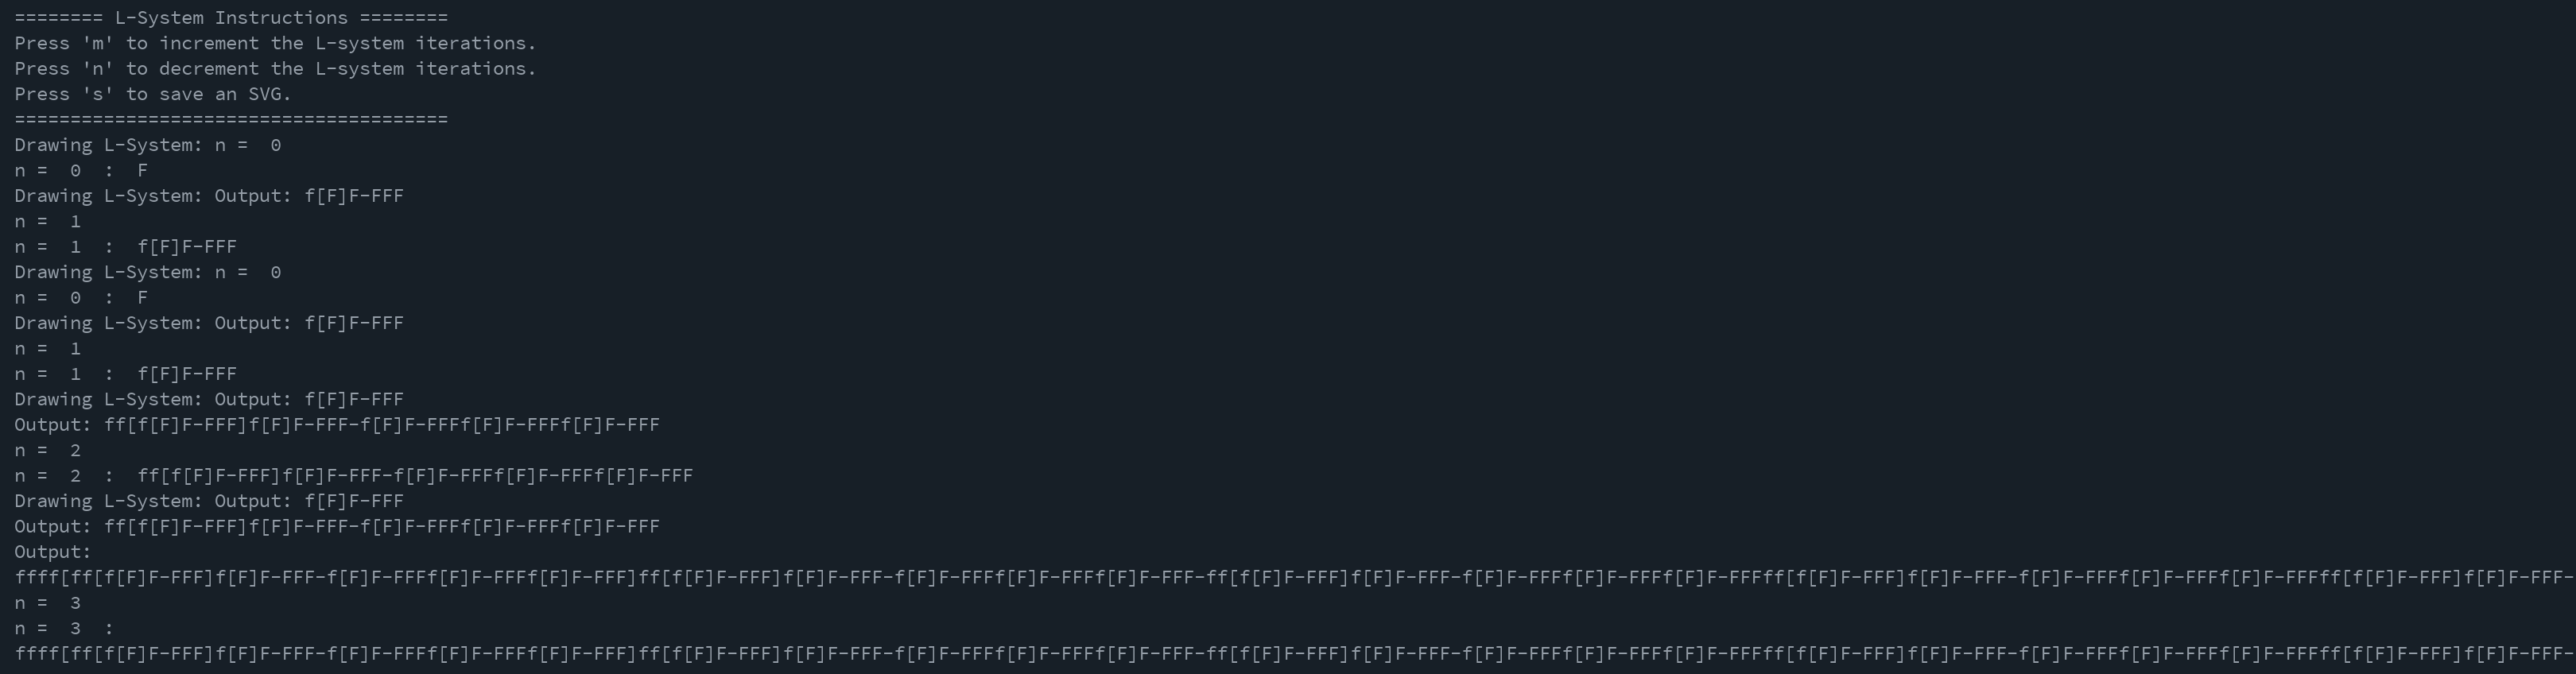 ======== L-System Instructions ========
Press 'm' to increment the L-system iterations.
Press 'n' to decrement the L-system iterations.
Press 's' to save an SVG.
=======================================
Drawing L-System: n =  0
n =  0  :  F
Drawing L-System: Output: f[F]F-FFF
n =  1
n =  1  :  f[F]F-FFF
Drawing L-System: n =  0
n =  0  :  F
Drawing L-System: Output: f[F]F-FFF
n =  1
n =  1  :  f[F]F-FFF
Drawing L-System: Output: f[F]F-FFF
Output: ff[f[F]F-FFF]f[F]F-FFF-f[F]F-FFFf[F]F-FFFf[F]F-FFF
n =  2
n =  2  :  ff[f[F]F-FFF]f[F]F-FFF-f[F]F-FFFf[F]F-FFFf[F]F-FFF
Drawing L-System: Output: f[F]F-FFF
Output: ff[f[F]F-FFF]f[F]F-FFF-f[F]F-FFFf[F]F-FFFf[F]F-FFF
Output:
ffff[ff[f[F]F-FFF]f[F]F-FFF-f[F]F-FFFf[F]F-FFFf[F]F-FFF]ff[f[F]F-FFF]f[F]F-FFF-f[F]F-FFFf[F]F-FFFf[F]F-FFF-ff[f[F]F-FFF]f[F]F-FFF-f[F]F-FFFf[F]F-FFFf[F]F-FFFff[f[F]F-FFF]f[F]F-FFF-f[F]F-FFFf[F]F-FFFf[F]F-FFFff[f[F]F-FFF]f[F]F-FFF-
n =  3
n =  3  :
ffff[ff[f[F]F-FFF]f[F]F-FFF-f[F]F-FFFf[F]F-FFFf[F]F-FFF]ff[f[F]F-FFF]f[F]F-FFF-f[F]F-FFFf[F]F-FFFf[F]F-FFF-ff[f[F]F-FFF]f[F]F-FFF-f[F]F-FFFf[F]F-FFFf[F]F-FFFff[f[F]F-FFF]f[F]F-FFF-f[F]F-FFFf[F]F-FFFf[F]F-FFFff[f[F]F-FFF]f[F]F-FFF-